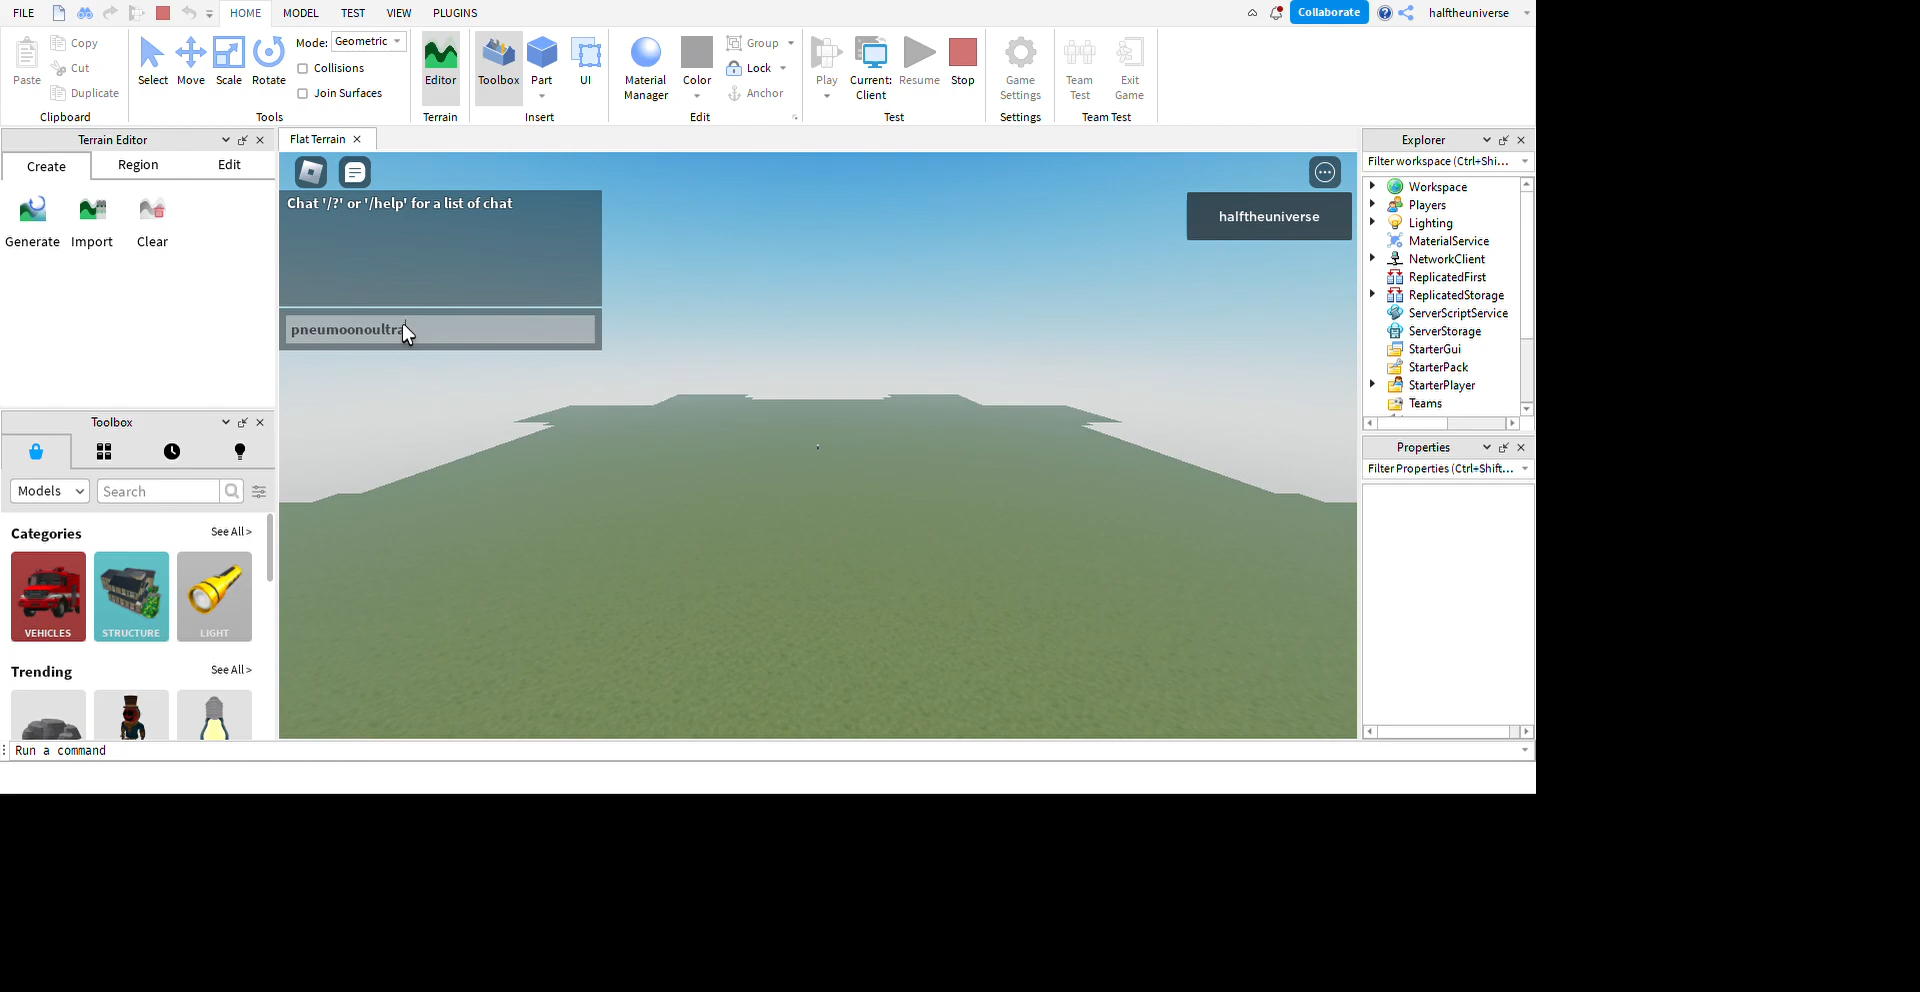 FILE HOME MODEL TEST VIEW PLUGINS Collaborate halftheuniverse
Paste Copy Cut Duplicate
Clipboard
Select Move Scale Rotate
Mode: Geometric
Collisions
Join Surfaces
Tools
Editor
Terrain
Toolbox Part UI
Insert
Material Manager Color
Group
Lock
Anchor
Edit
Play Current: Client Resume Stop
Test
Game Settings
Settings
Team Test Exit Game
Team Test
Terrain Editor
Create Region Edit
Generate Import Clear
Toolbox
Models Search
Categories See All >
VEHICLES STRUCTURE LIGHT
Trending See All >
Flat Terrain
Chat '/?' or '/help' for a list of chat
pneumoonoultra
halftheuniverse
Explorer
Filter workspace (Ctrl+Shi...
Workspace
Players
Lighting
MaterialService
NetworkClient
ReplicatedFirst
ReplicatedStorage
ServerScriptService
ServerStorage
StarterGui
StarterPack
StarterPlayer
Teams
Properties
Filter Properties (Ctrl+Shift...
Run a command